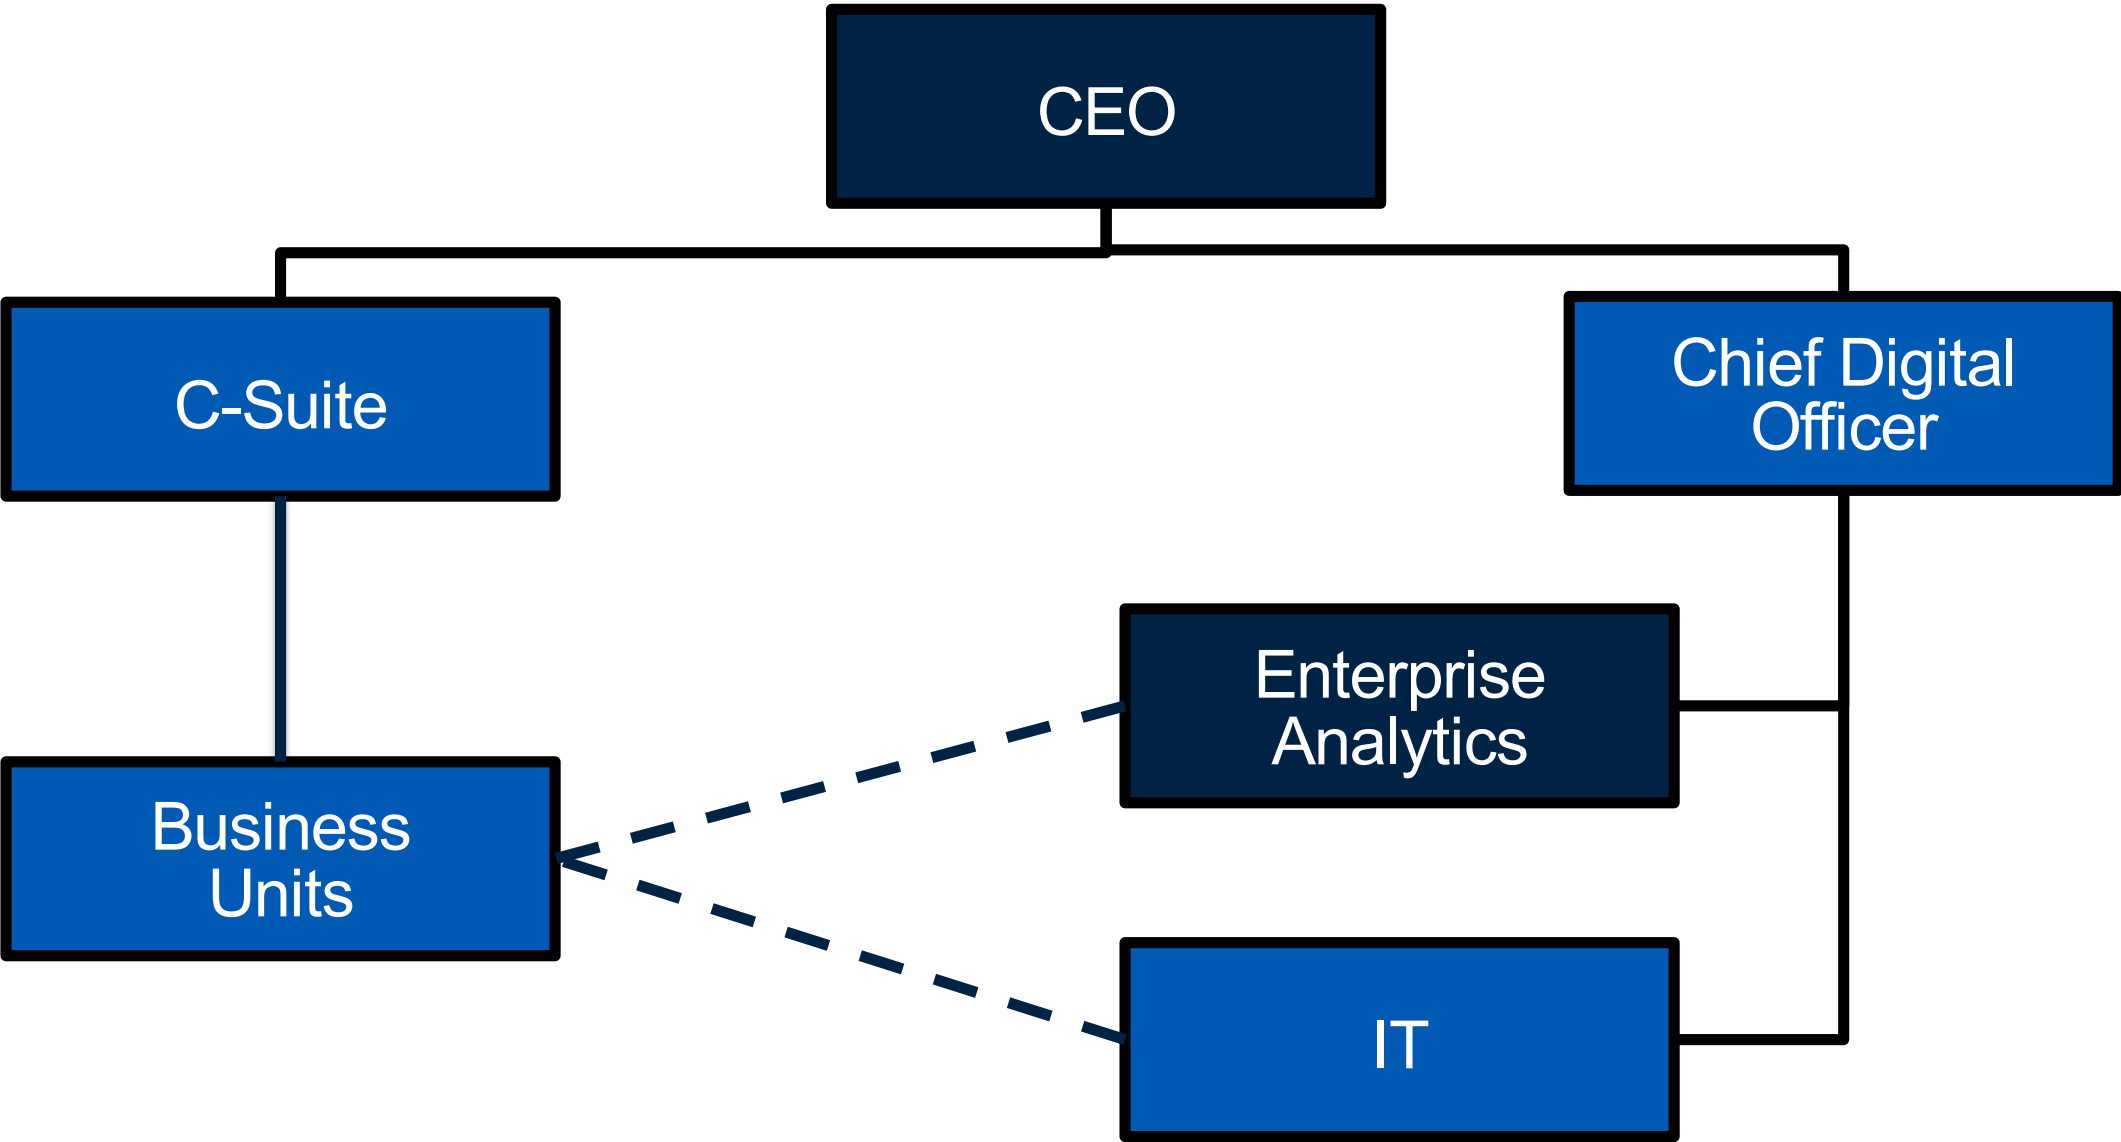 CEO
C-Suite
Chief Digital
Officer
Enterprise
Analytics
Business
Units
IT